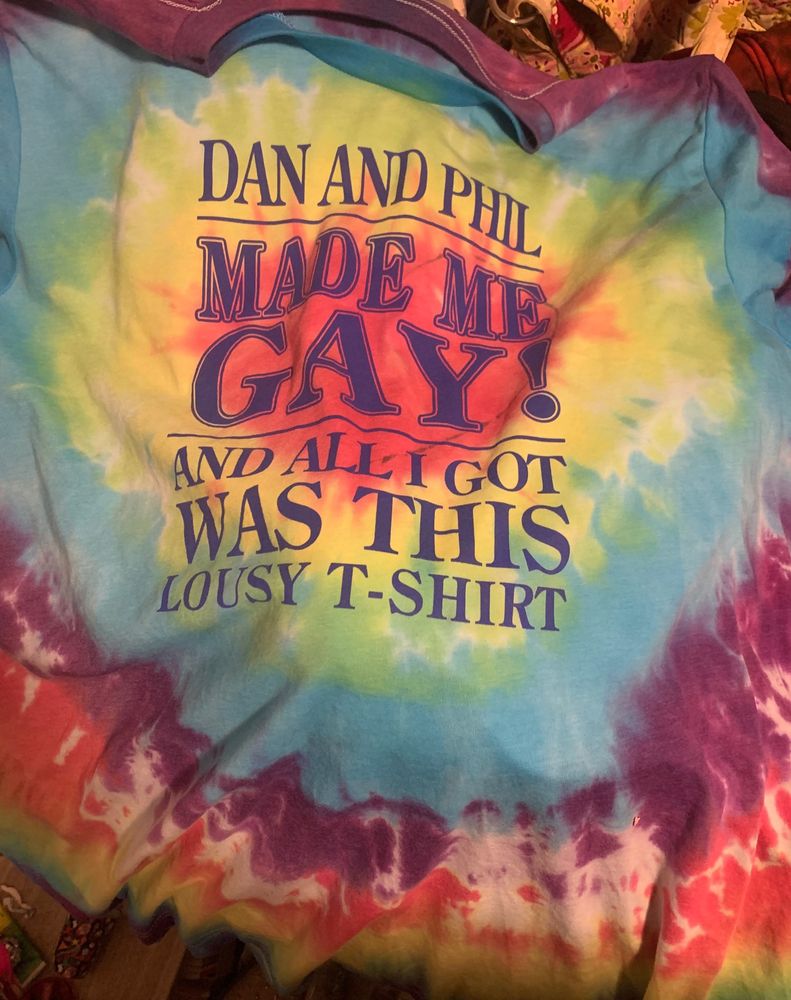 DAN AND PHIL
MADE ME
GAY!
AND ALL I GOT
WAS THIS
LOUSY T-SHIRT